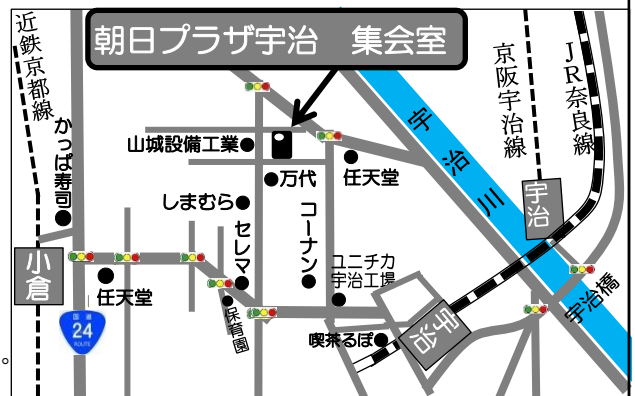 朝日プラザ宇治　集会室
近鉄京都線
かっぱ寿司
山城設備工業
万代
任天堂
宇治川
京阪宇治線
JR奈良線
宇治
しまむら
セレマ
コーナン
ユニチカ
宇治工場
小倉
任天堂
保育園
喫茶るぽ
宇治
宇治橋
国道
24
ROUTE
。